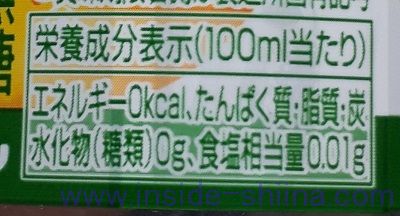 栄養成分表示(100ml当たり)
エネルギー0kcal、たんぱく質・脂質・炭
水化物(糖類)0g、食塩相当量0.01g
www.inside-shiina.com